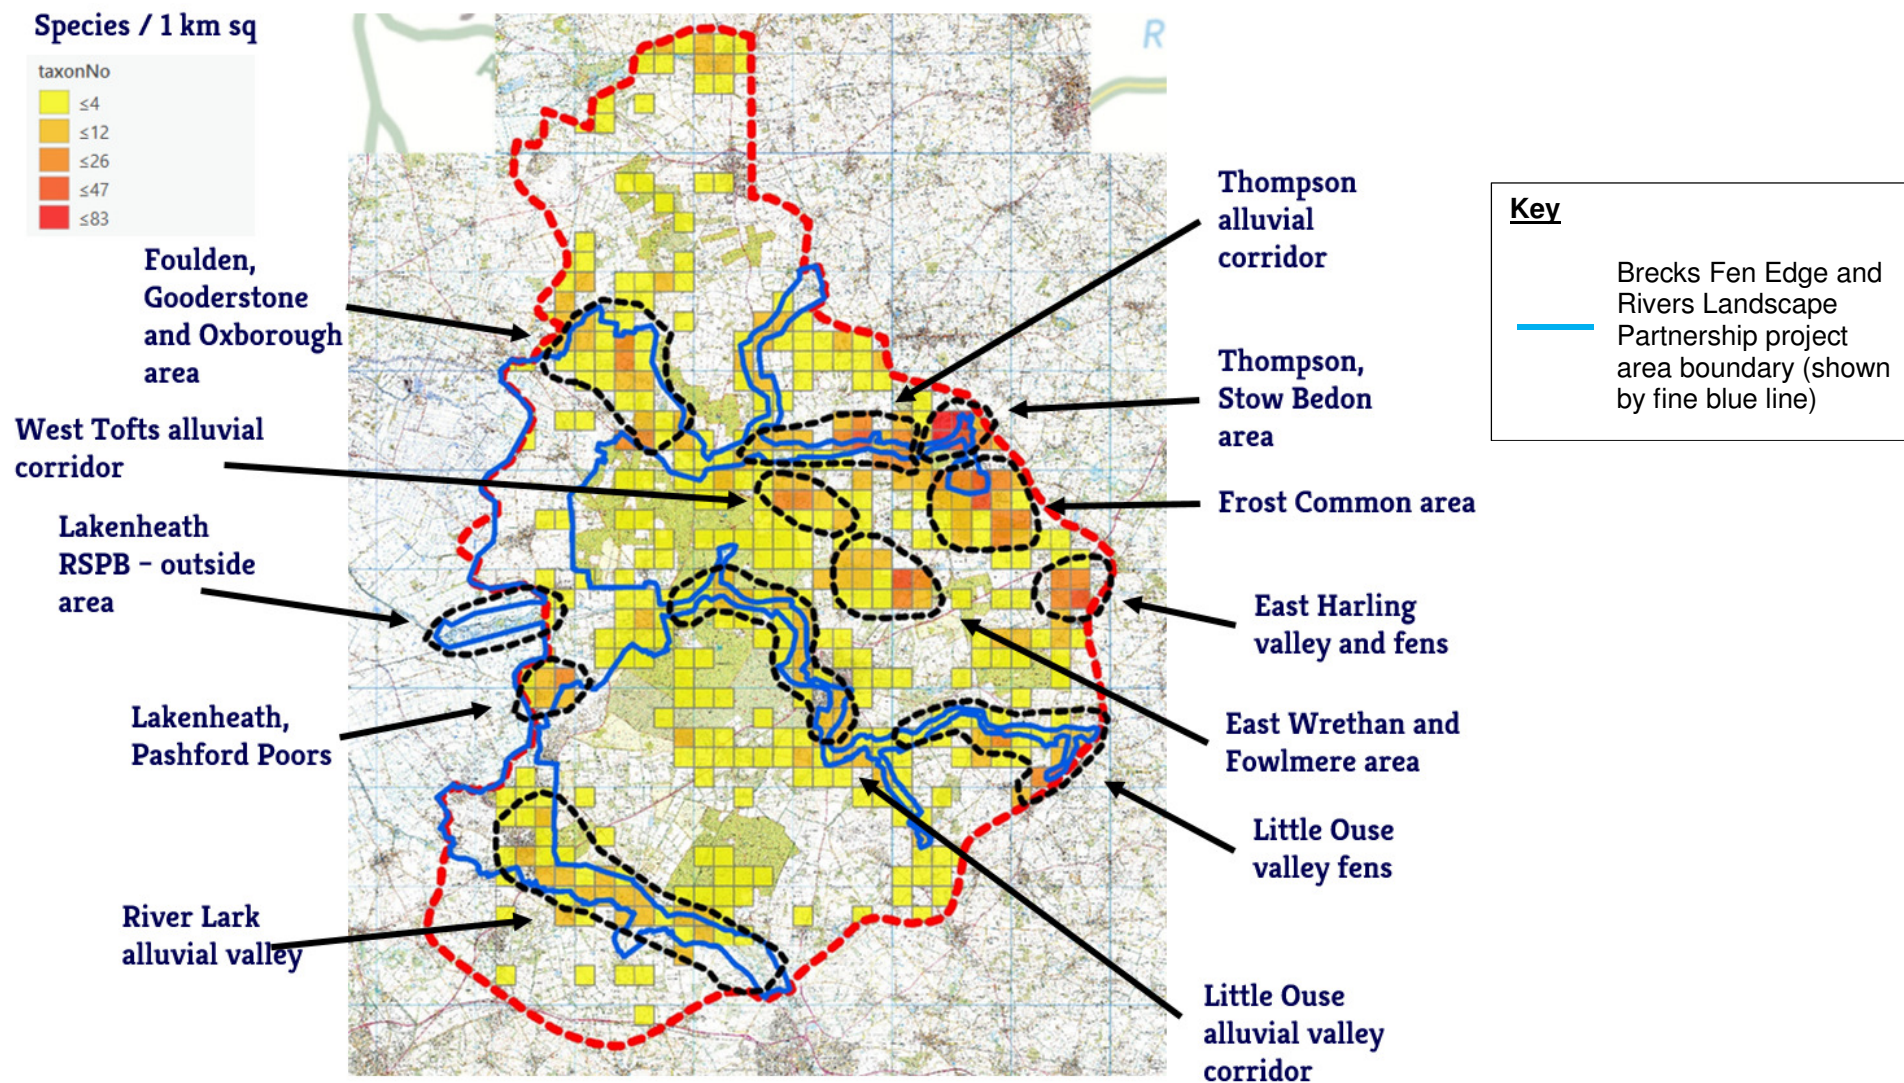 Species / 1 km sq
taxonNo
≤4
≤12
≤26
≤47
≤83
R
A
Foulden,
Gooderstone
and Oxborough
area
West Tofts alluvial
corridor
Lakenheath
RSPB – outside
area
Lakenheath,
Pashford Poors
River Lark
alluvial valley
Thompson
alluvial
corridor
Thompson,
Stow Bedon
area
Frost Common area
East Harling
valley and fens
East Wrethan and
Fowlmere area
Little Ouse
valley fens
Little Ouse
alluvial valley
corridor
Key
Brecks Fen Edge and
Rivers Landscape
Partnership project
area boundary (shown
by fine blue line)